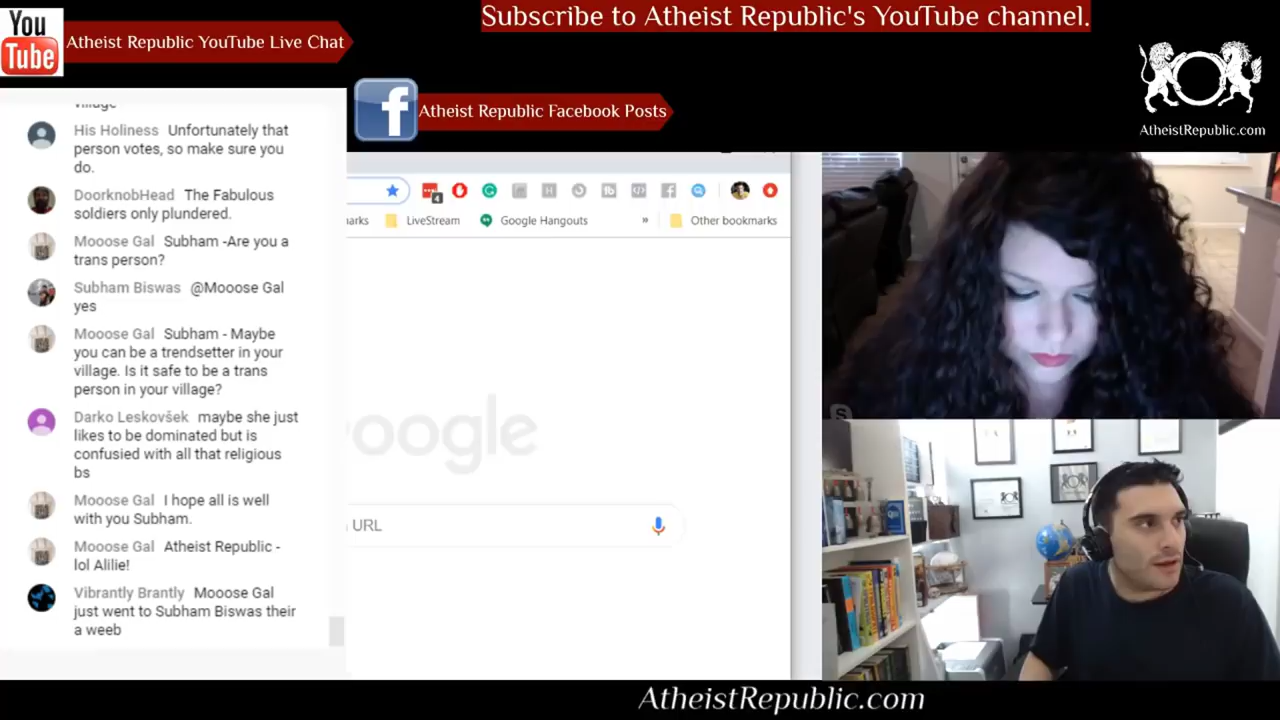 Subscribe to Atheist Republic's YouTube channel.
You
Tube
Atheist Republic YouTube Live Chat
f
Atheist Republic Facebook Posts
AtheistRepublic.com
village
His Holiness Unfortunately that
person votes, so make sure you
do.
DoorknobHead The Fabulous
soldiers only plundered.
Mooose Gal Subham -Are you a
trans person?
Subham Biswas @Mooose Gal
yes
Mooose Gal Subham - Maybe
you can be a trendsetter in your
village. Is it safe to be a trans
person in your village?
Darko Leskovšek maybe she just
likes to be dominated but is
confusied with all that religious
bs
Mooose Gal I hope all is well
with you Subham.
Mooose Gal Atheist Republic -
lol Alilie!
Vibrantly Brantly Mooose Gal
just went to Subham Biswas their
a weeb
4
arks LiveStream Google Hangouts » Other bookmarks
oogle
URL
AtheistRepublic.com